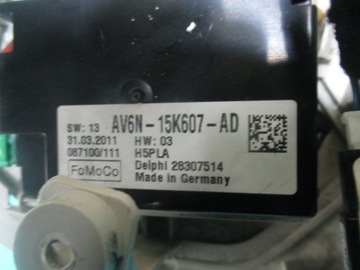 SW: 13 AV6N-15K607-AD
31.03.2011 HW: 03
087100/111 H5PLA
FoMoCo Delphi 28307514
Made in Germany